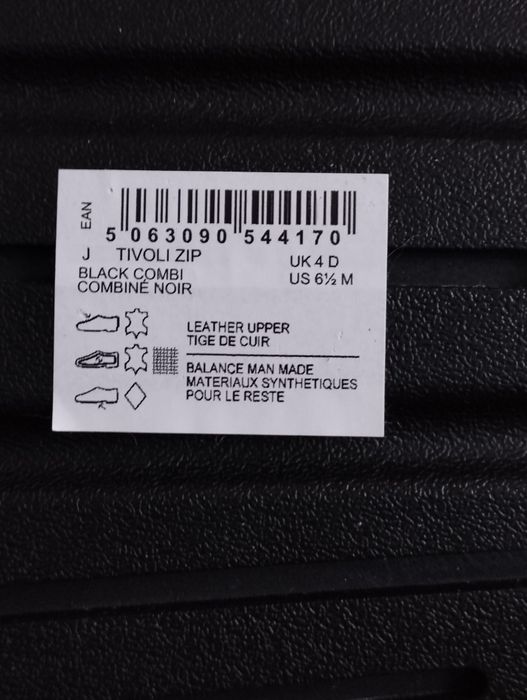 EAN
5 063090 544170
J TIVOLI ZIP UK 4 D
BLACK COMBI US 6½ M
COMBINÉ NOIR
LEATHER UPPER
TIGE DE CUIR
BALANCE MAN MADE
MATERIAUX SYNTHETIQUES
POUR LE RESTE